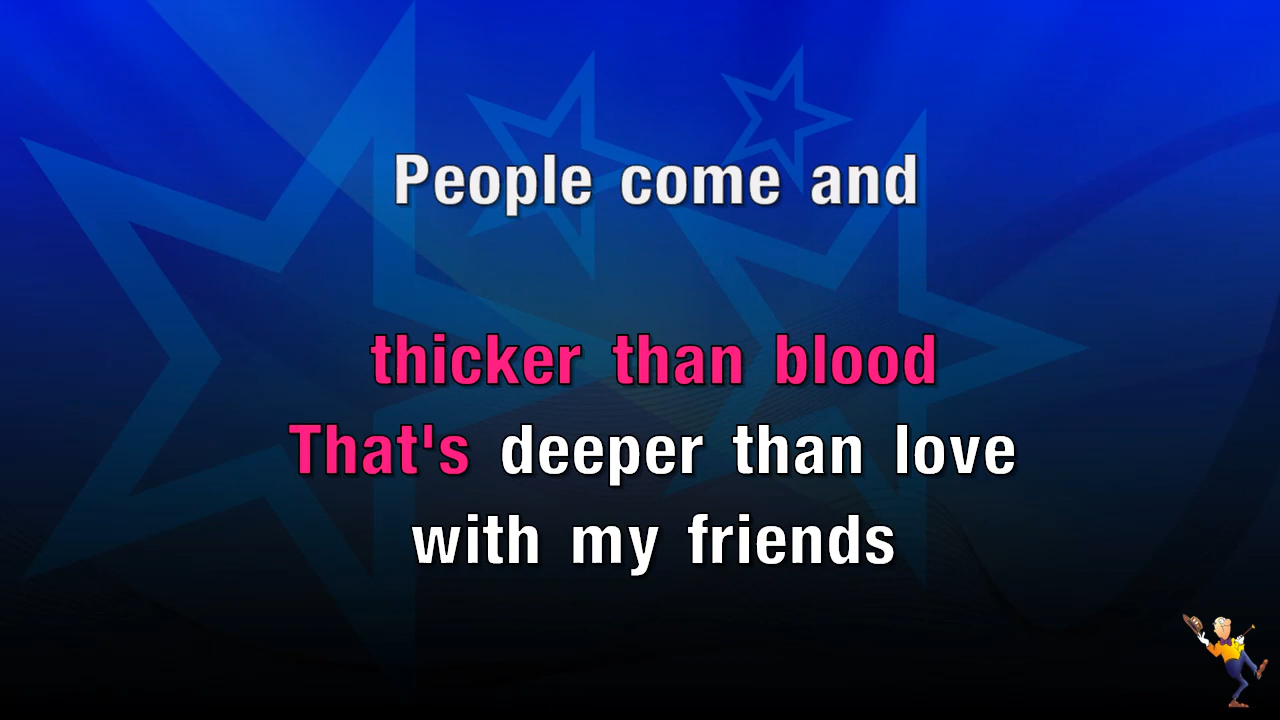 People come and
thicker than blood
That's deeper than love
with my friends